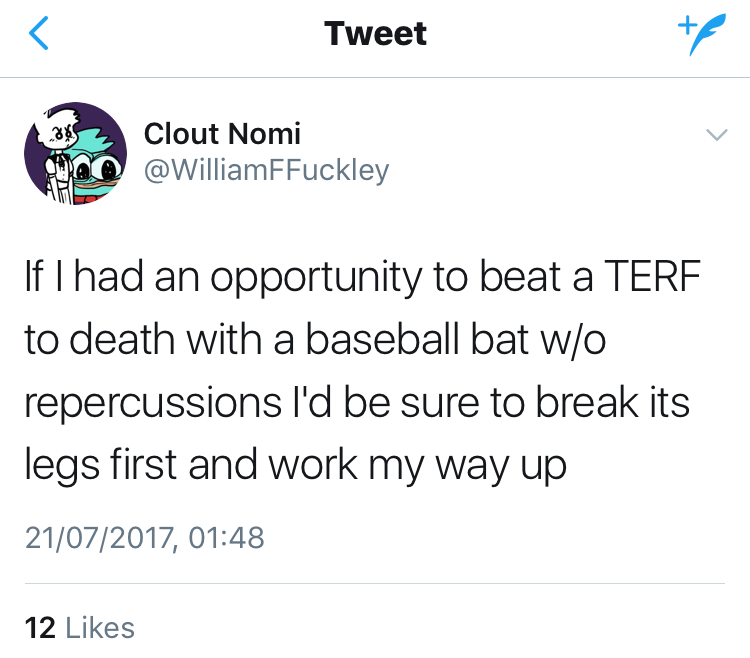 Tweet
Clout Nomi
@WilliamFFuckley
If I had an opportunity to beat a TERF
to death with a baseball bat w/o
repercussions I'd be sure to break its
legs first and work my way up
21/07/2017, 01:48
12 Likes